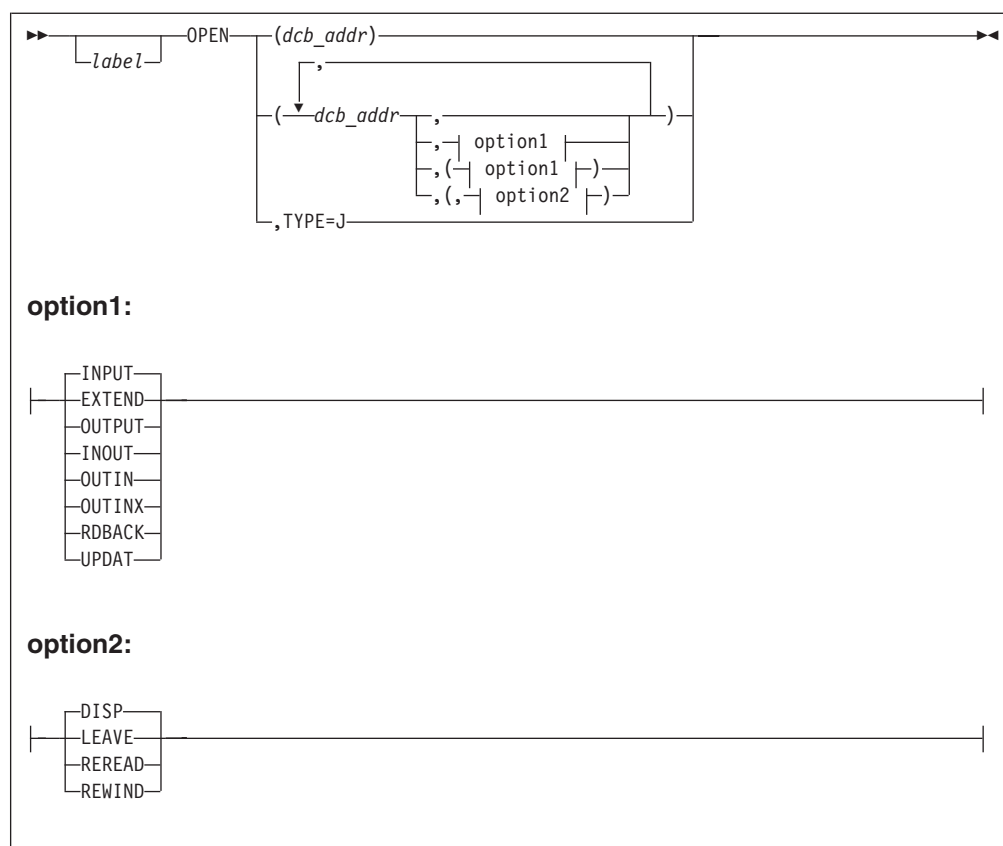 OPEN (dcb_addr)
label
,
( dcb_addr , )
, option1
,( option1 )
,(, option2 )
,TYPE=J
option1:
INPUT
EXTEND
OUTPUT
INOUT
OUTIN
OUTINX
RDBACK
UPDAT
option2:
DISP
LEAVE
REREAD
REWIND